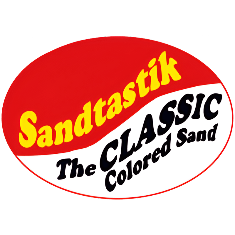 Sandtastik
The CLASSIC
Colored Sand